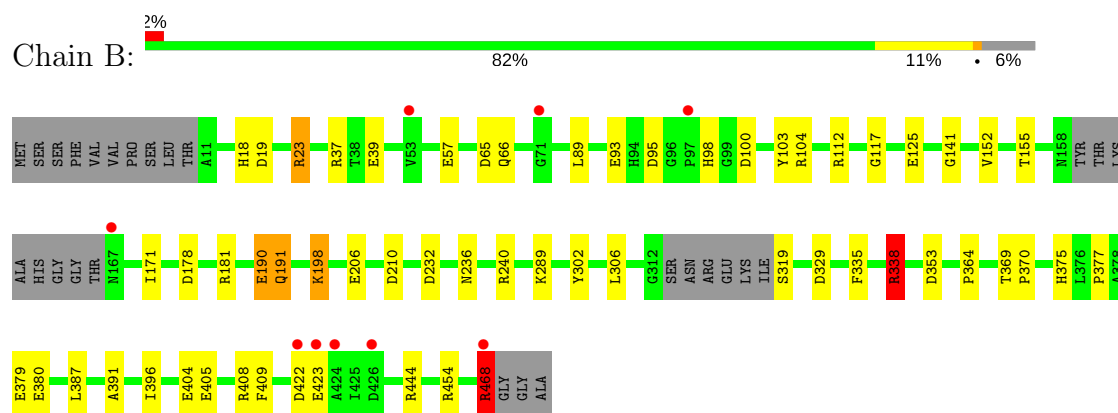 2%
Chain B:
82% 11% • 6%
MET SER SER PHE VAL VAL PRO SER LEU THR A11 H18 D19 R23 R37 T38 E39 V53 E57 D65 Q66 G71 L89 E93 H94 D95 G96 P97 H98 G99 D100 Y103 R104 R112 G117 E125 G141 V152 T155 N158 TYR THR LYS
ALA HIS GLY GLY THR N167 I171 D178 R181 E190 Q191 K198 E206 D210 D232 N236 R240 K289 Y302 L306 G312 SER ASN ARG GLU LYS ILE S319 D329 F335 R338 D353 P364 T369 P370 H375 L376 P377 A378
E379 E380 L387 A391 I396 E404 E405 R408 F409 D422 E423 A424 I425 D426 R444 R454 R468 GLY GLY ALA